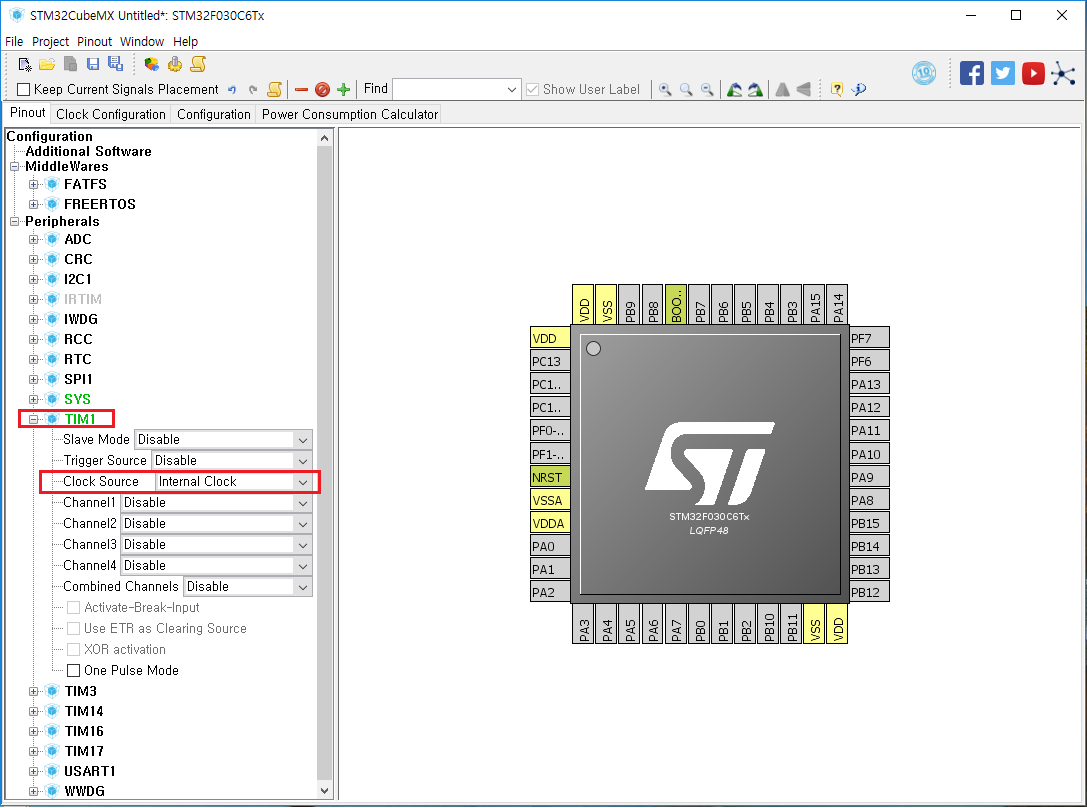 STM32CubeMX Untitled*: STM32F030C6Tx
File Project Pinout Window Help
Keep Current Signals Placement Find Show User Label
Pinout Clock Configuration Configuration Power Consumption Calculator
Configuration
Additional Software
MiddleWares
FATFS
FREERTOS
Peripherals
ADC
CRC
I2C1
IRTIM
IWDG
RCC
RTC
SPI1
SYS
TIM1
Slave Mode Disable
Trigger Source Disable
Clock Source Internal Clock
Channel1 Disable
Channel2 Disable
Channel3 Disable
Channel4 Disable
Combined Channels Disable
Activate-Break-Input
Use ETR as Clearing Source
XOR activation
One Pulse Mode
TIM3
TIM14
TIM16
TIM17
USART1
WWDG
VDD VSS PB9 PB8 BOO.. PB7 PB6 PB5 PB4 PB3 PA15 PA14
VDD
PC13
PC1..
PC1..
PF0-..
PF1-..
NRST
VSSA
VDDA
PA0
PA1
PA2
ST
STM32F030C6Tx
LQFP48
PF7
PF6
PA13
PA12
PA11
PA10
PA9
PA8
PB15
PB14
PB13
PB12
PA3 PA4 PA5 PA6 PA7 PB0 PB1 PB2 PB10 PB11 VSS VDD
10